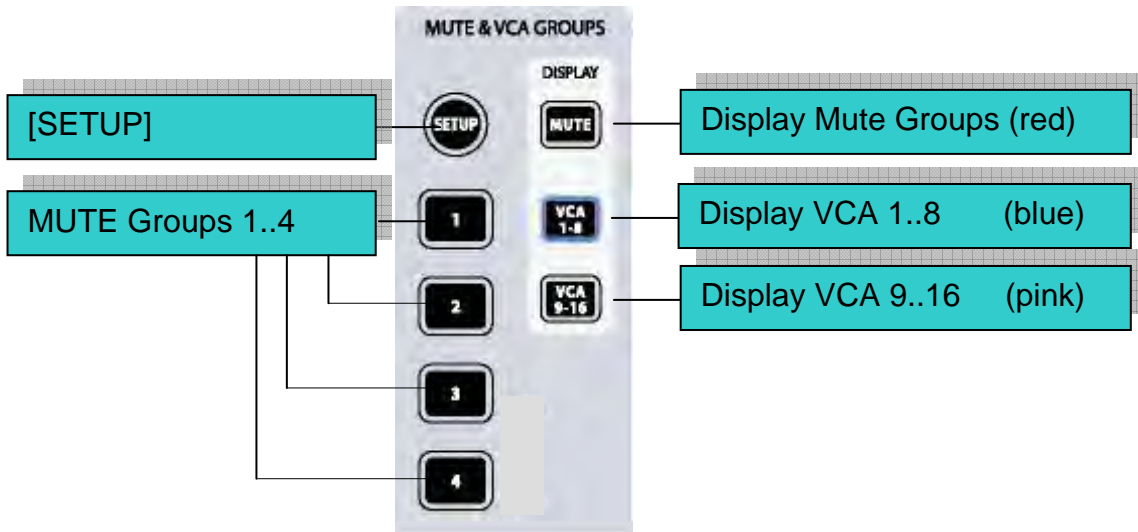 MUTE & VCA GROUPS
DISPLAY
[SETUP]
SETUP
MUTE
Display Mute Groups (red)
MUTE Groups 1..4
1
VCA
1-8
Display VCA 1..8 (blue)
2
VCA
9-16
Display VCA 9..16 (pink)
3
4